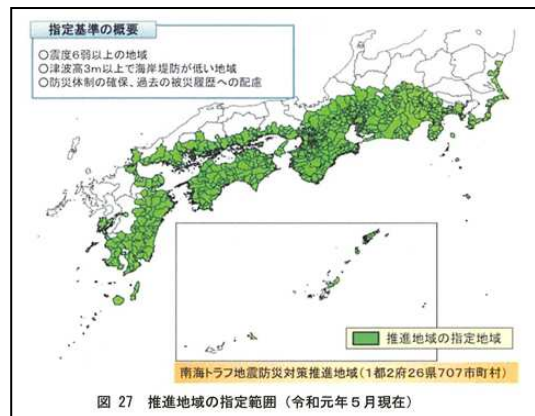 指定基準の概要
○震度6弱以上の地域
○津波高3m以上で海岸堤防が低い地域
○防災体制の確保、過去の被災履歴への配慮
推進地域の指定地域
南海トラフ地震防災対策推進地域(1都2府26県707市町村)
図 27 推進地域の指定範囲（令和元年５月現在）